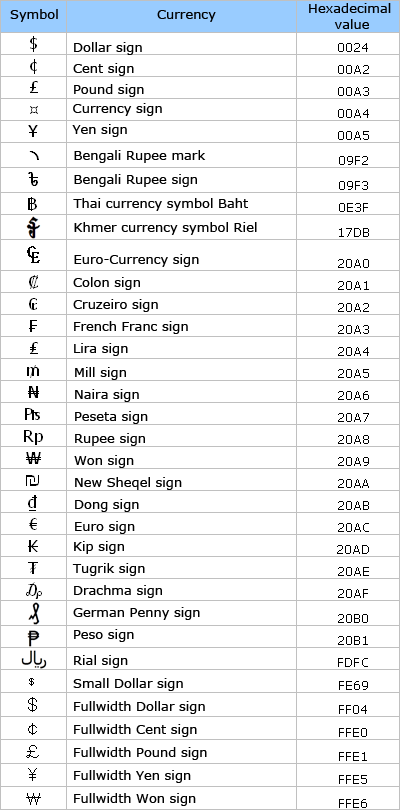 Symbol Currency Hexadecimal value
$ Dollar sign 0024
¢ Cent sign 00A2
£ Pound sign 00A3
¤ Currency sign 00A4
¥ Yen sign 00A5
৲ Bengali Rupee mark 09F2
৳ Bengali Rupee sign 09F3
฿ Thai currency symbol Baht 0E3F
៛ Khmer currency symbol Riel 17DB
₠ Euro-Currency sign 20A0
₡ Colon sign 20A1
₢ Cruzeiro sign 20A2
₣ French Franc sign 20A3
₤ Lira sign 20A4
₥ Mill sign 20A5
₦ Naira sign 20A6
₧ Peseta sign 20A7
₨ Rupee sign 20A8
₩ Won sign 20A9
₪ New Sheqel sign 20AA
₫ Dong sign 20AB
€ Euro sign 20AC
₭ Kip sign 20AD
₮ Tugrik sign 20AE
₯ Drachma sign 20AF
₰ German Penny sign 20B0
₱ Peso sign 20B1
﷼ Rial sign FDFC
﹩ Small Dollar sign FE69
$ Fullwidth Dollar sign FF04
¢ Fullwidth Cent sign FFE0
£ Fullwidth Pound sign FFE1
¥ Fullwidth Yen sign FFE5
₩ Fullwidth Won sign FFE6